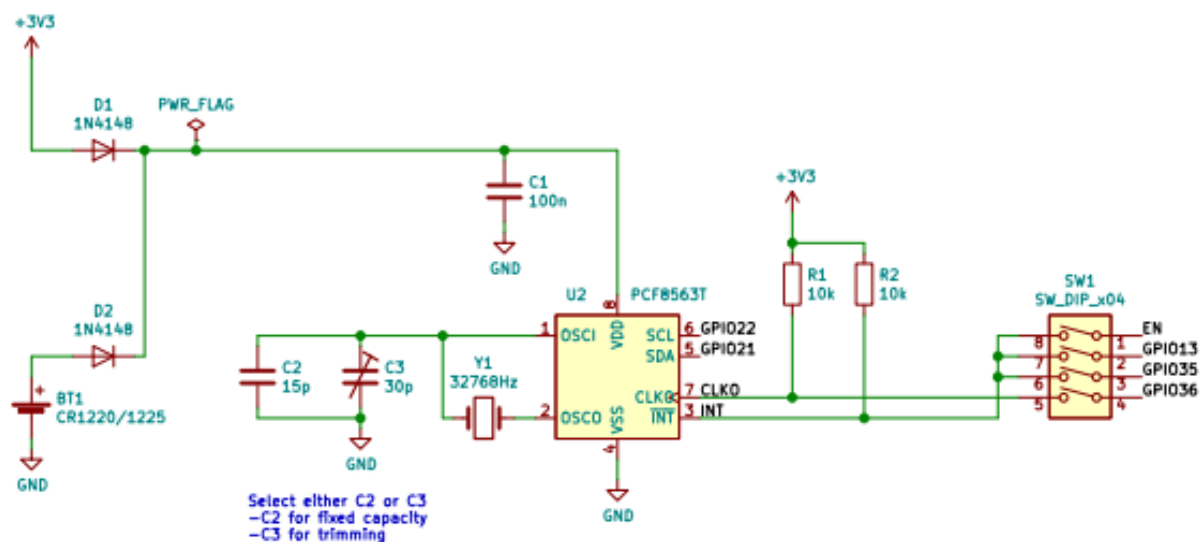 +3V3
D1
1N4148
PWR_FLAG
C1
100n
GND
+3V3
R1
10k
R2
10k
SW1
SW_DIP_x04
8
7
6
5
1
2
3
4
EN
GPIO13
GPIO35
GPIO36
D2
1N4148
BT1
CR1220/1225
GND
C2
15p
C3
30p
GND
Y1
32768Hz
U2
PCF8563T
1
OSCI
2
OSCO
8
VDD
VSS
4
SCL
6
GPIO22
SDA
5
GPIO21
CLKO
7
CLKO
INT
3
INT
GND
Select either C2 or C3
-C2 for fixed capacity
-C3 for trimming